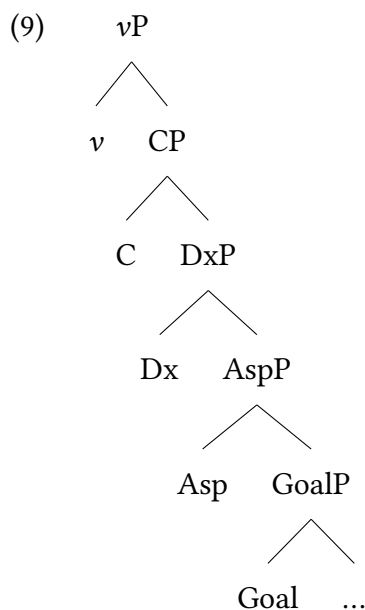 (9) vP
v CP
C DxP
Dx AspP
Asp GoalP
Goal ...